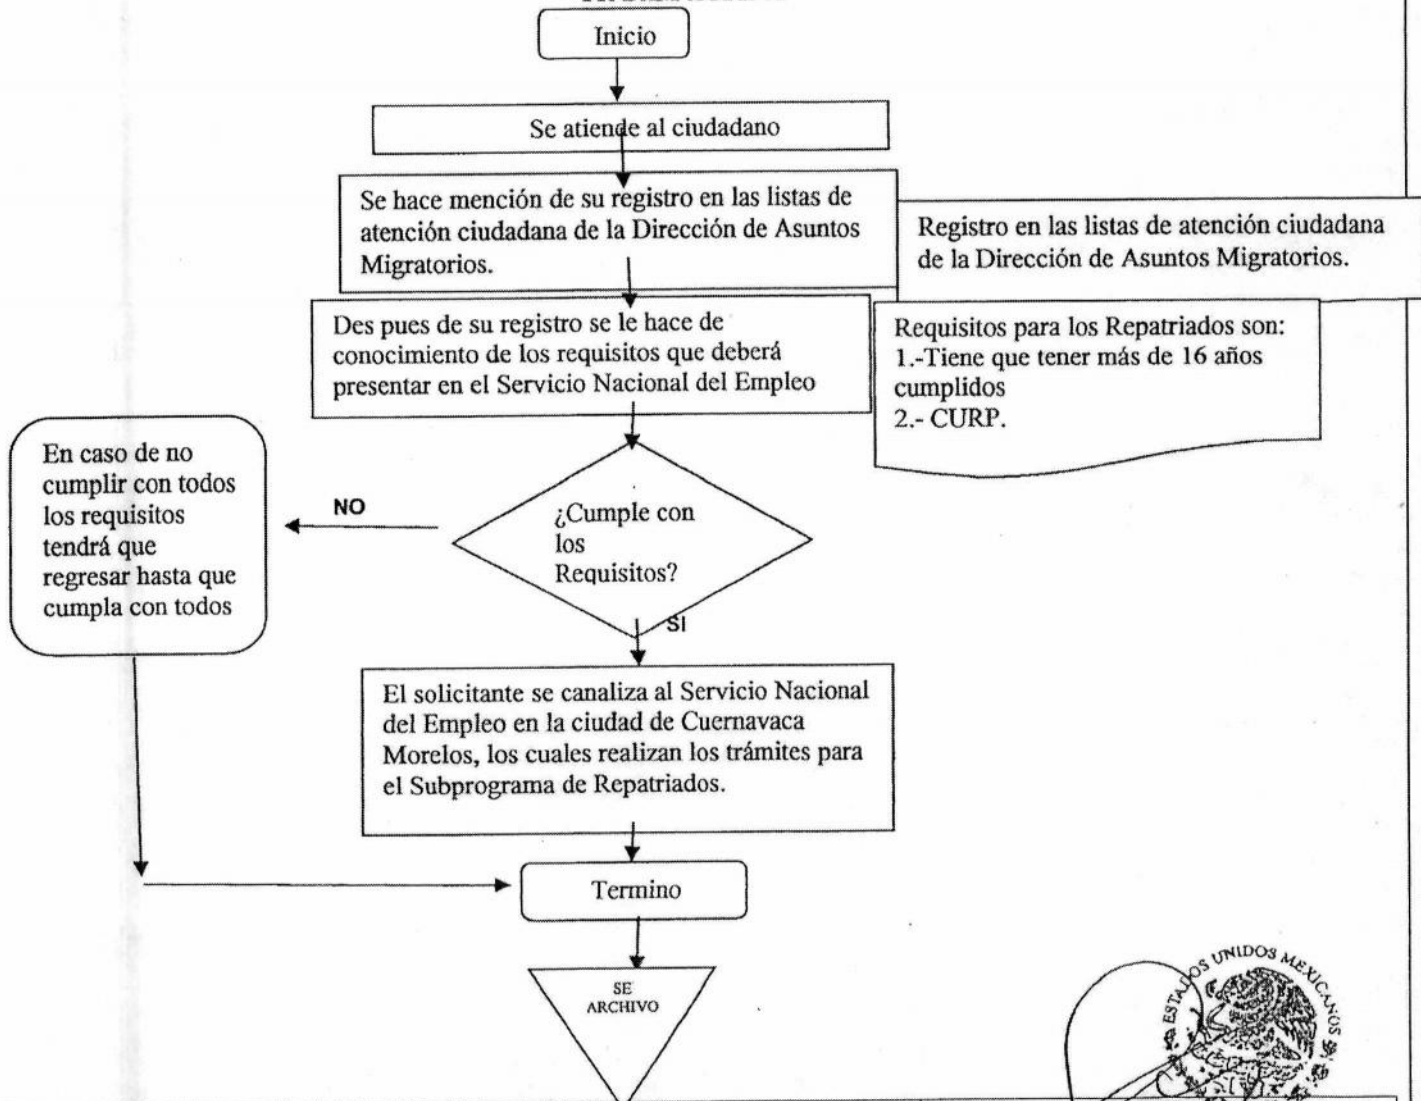 Inicio
Se atiende al ciudadano
Se hace mención de su registro en las listas de
atención ciudadana de la Dirección de Asuntos
Migratorios.
Registro en las listas de atención ciudadana
de la Dirección de Asuntos Migratorios.
Des pues de su registro se le hace de
conocimiento de los requisitos que deberá
presentar en el Servicio Nacional del Empleo
Requisitos para los Repatriados son:
1.-Tiene que tener más de 16 años
cumplidos
2.- CURP.
En caso de no
cumplir con todos
los requisitos
tendrá que
regresar hasta que
cumpla con todos
NO
¿Cumple con
los
Requisitos?
SI
El solicitante se canaliza al Servicio Nacional
del Empleo en la ciudad de Cuernavaca
Morelos, los cuales realizan los trámites para
el Subprograma de Repatriados.
Termino
SE
ARCHIVO
ESTADOS UNIDOS MEXICANOS